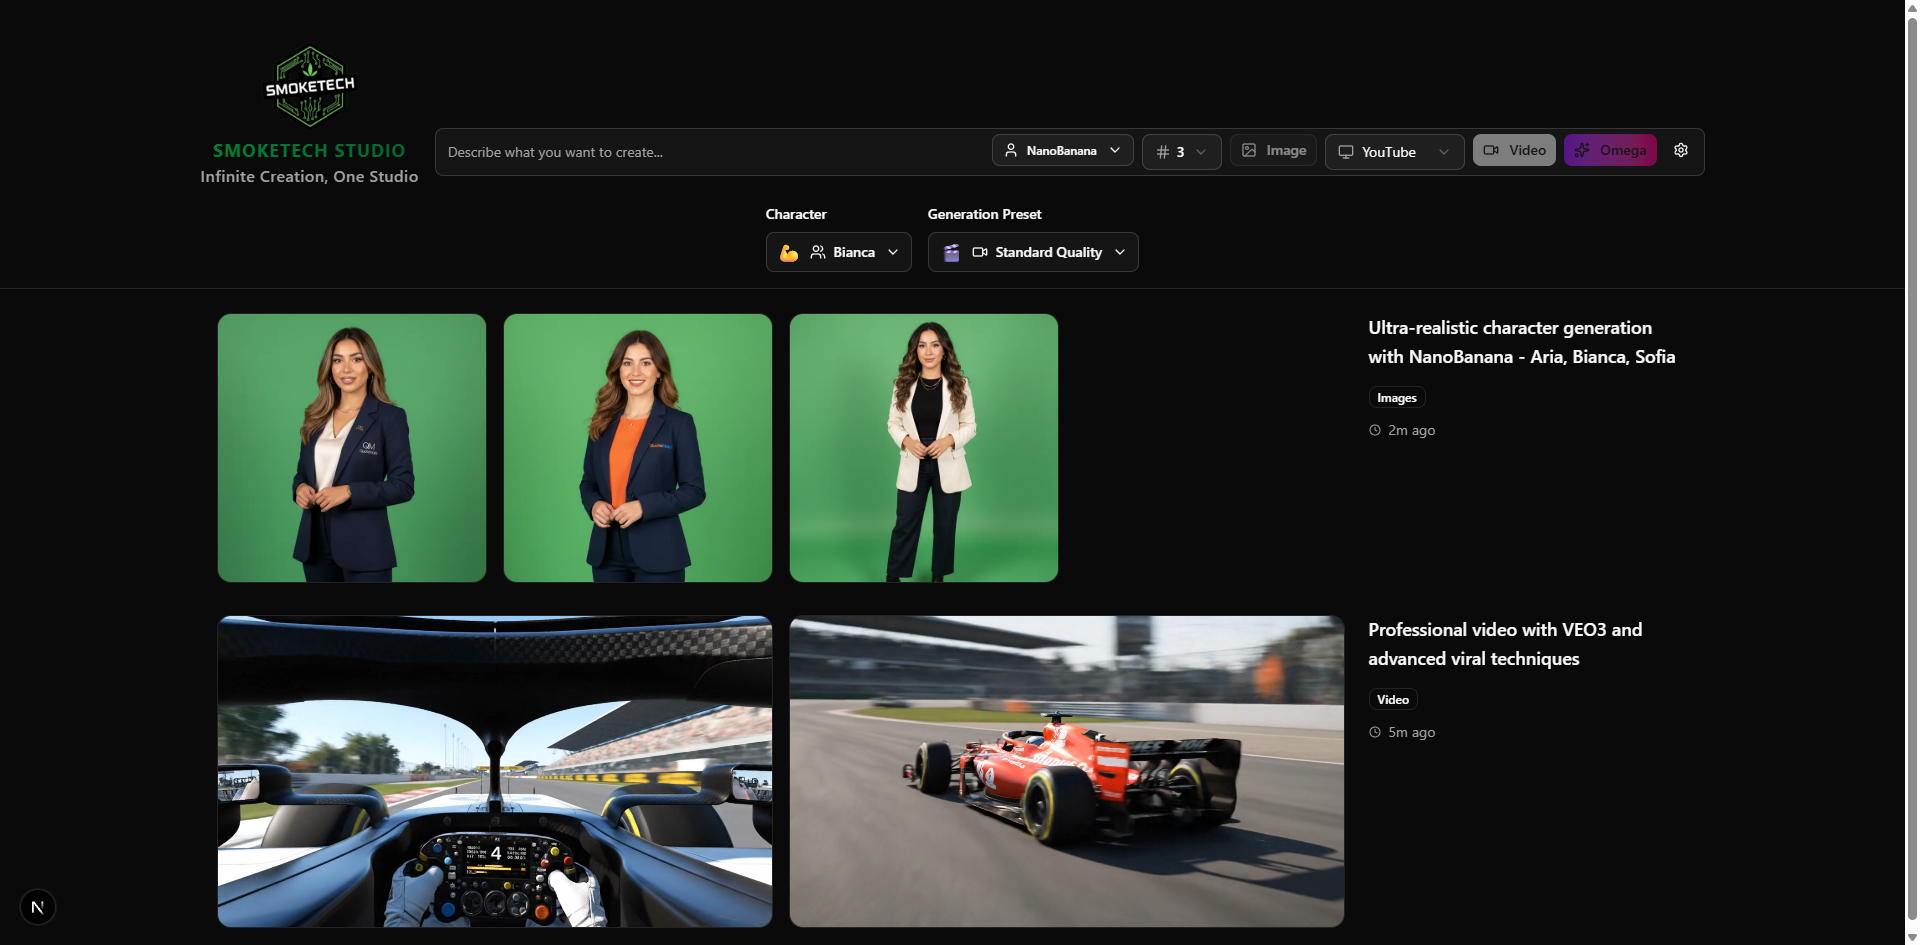 SMOKETECH
SMOKETECH STUDIO
Infinite Creation, One Studio
Describe what you want to create...
NanoBanana
3
Image
YouTube
Video
Omega
Character
Generation Preset
Bianca
Standard Quality
Ultra-realistic character generation
with NanoBanana - Aria, Bianca, Sofia
Images
2m ago
QM
Professional video with VEO3 and
advanced viral techniques
Video
5m ago
4
N